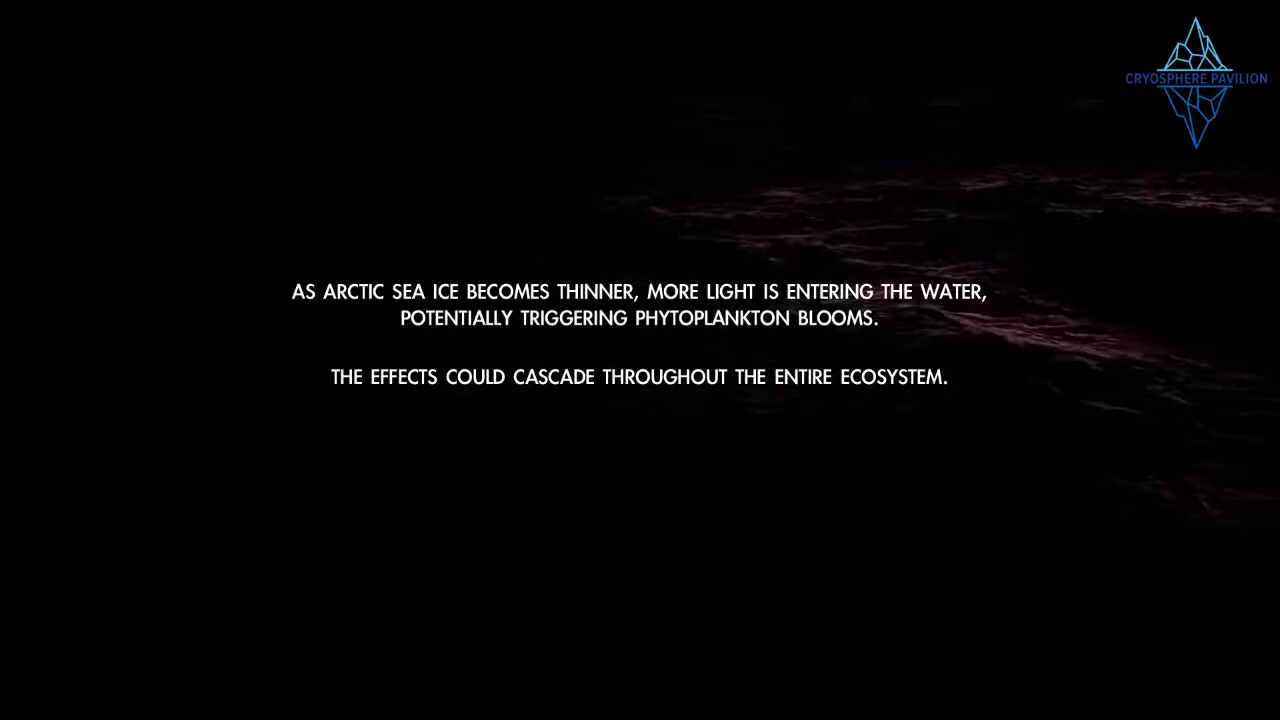 CRYOSPHERE PAVILION
AS ARCTIC SEA ICE BECOMES THINNER, MORE LIGHT IS ENTERING THE WATER,
POTENTIALLY TRIGGERING PHYTOPLANKTON BLOOMS.
THE EFFECTS COULD CASCADE THROUGHOUT THE ENTIRE ECOSYSTEM.